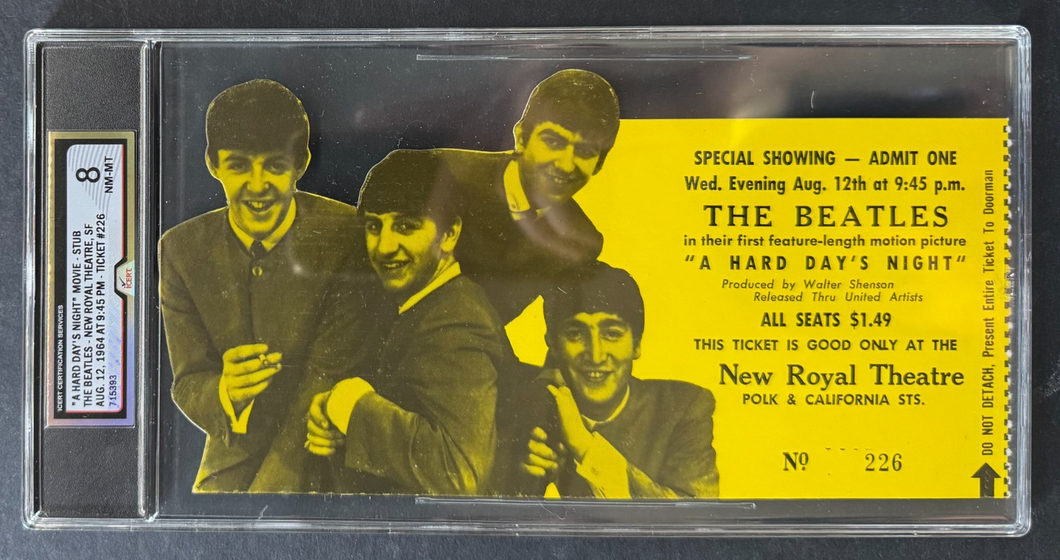 ICERT CERTIFICATION SERVICES
"A HARD DAY'S NIGHT" MOVIE - STUB
THE BEATLES - NEW ROYAL THEATRE, SF
AUG. 12, 1964 AT 9:45 PM - TICKET #226
715393
8
NM-MT
ICERT
SPECIAL SHOWING — ADMIT ONE
Wed. Evening Aug. 12th at 9:45 p.m.
THE BEATLES
in their first feature-length motion picture
"A HARD DAY'S NIGHT"
Produced by Walter Shenson
Released Thru United Artists
ALL SEATS $1.49
THIS TICKET IS GOOD ONLY AT THE
New Royal Theatre
POLK & CALIFORNIA STS.
Nº 226
DO NOT DETACH, Present Entire Ticket To Doorman